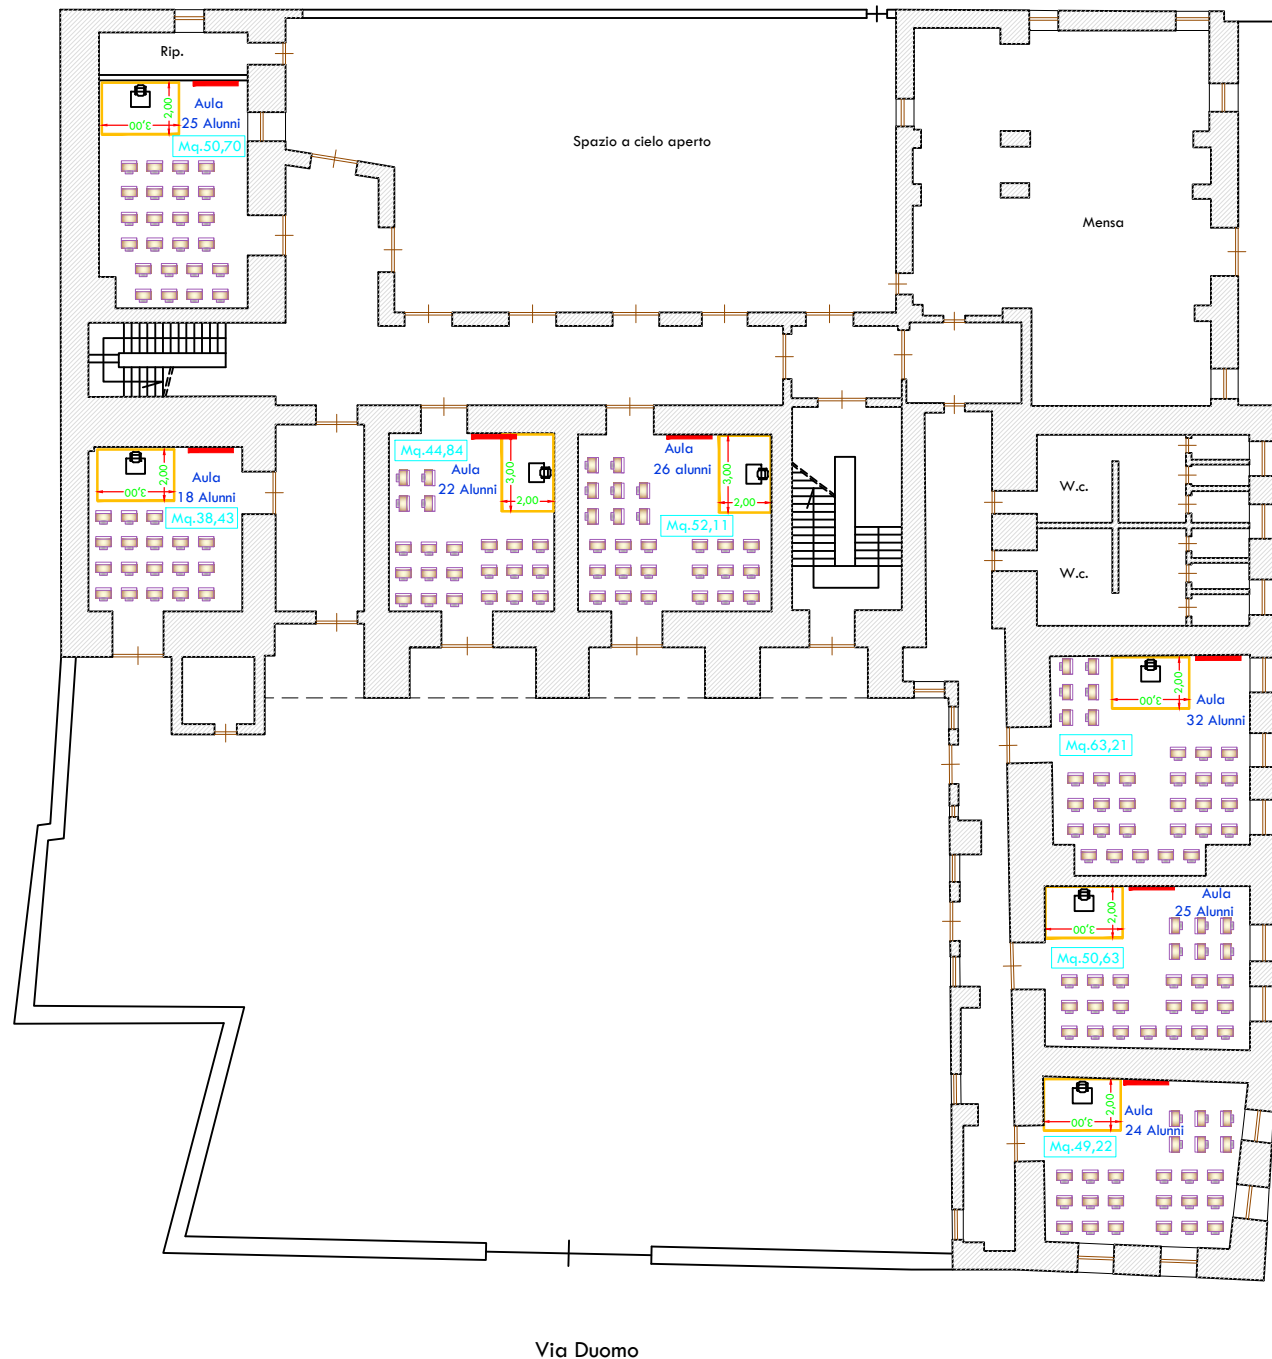 Rip.
2,00
3,00
Aula
25 Alunni
Mq.50,70
Spazio a cielo aperto
Mensa
2,00
3,00
Aula
18 Alunni
Mq.38,43
Mq.44,84
Aula
22 Alunni
3,00
2,00
Aula
26 alunni
3,00
2,00
Mq.52,11
W.c.
W.c.
2,00
3,00
Aula
32 Alunni
Mq.63,21
2,00
3,00
Aula
25 Alunni
Mq.50,63
2,00
3,00
Aula
24 Alunni
Mq.49,22
Via Duomo